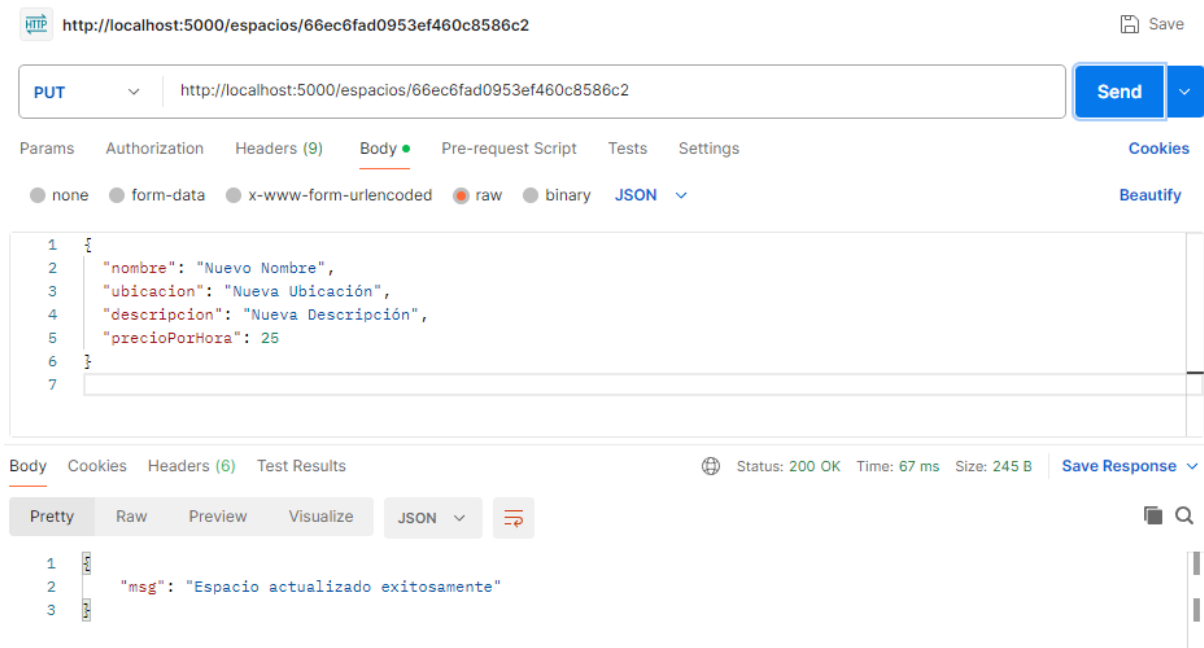 HTTP http://localhost:5000/espacios/66ec6fad0953ef460c8586c2 Save
PUT http://localhost:5000/espacios/66ec6fad0953ef460c8586c2 Send
Params Authorization Headers (9) Body Pre-request Script Tests Settings Cookies
none form-data x-www-form-urlencoded raw binary JSON Beautify
1 {
2 "nombre": "Nuevo Nombre",
3 "ubicacion": "Nueva Ubicación",
4 "descripcion": "Nueva Descripción",
5 "precioPorHora": 25
6 }
7
Body Cookies Headers (6) Test Results Status: 200 OK Time: 67 ms Size: 245 B Save Response
Pretty Raw Preview Visualize JSON
1 {
2 "msg": "Espacio actualizado exitosamente"
3 }